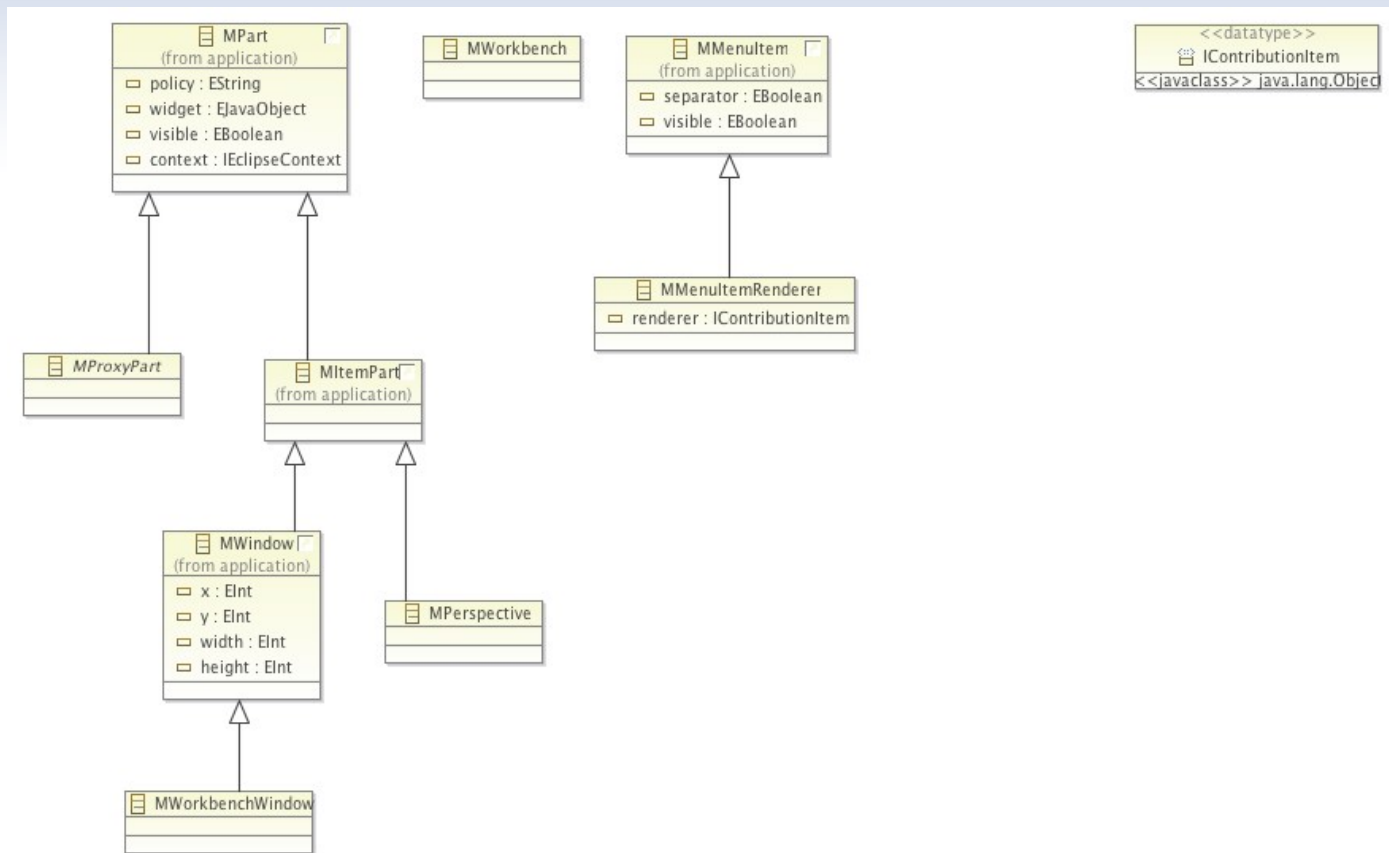 MPart
(from application)
policy : EString
widget : EJavaObject
visible : EBoolean
context : IEclipseContext
MWorkbench
MMenuItem
(from application)
separator : EBoolean
visible : EBoolean
<<datatype>>
IContributionItem
<<javaclass>> java.lang.Object
MMenuItemRenderer
renderer : IContributionItem
MProxyPart
MItemPart
(from application)
MWindow
(from application)
x : EInt
y : EInt
width : EInt
height : EInt
MPerspective
MWorkbenchWindow